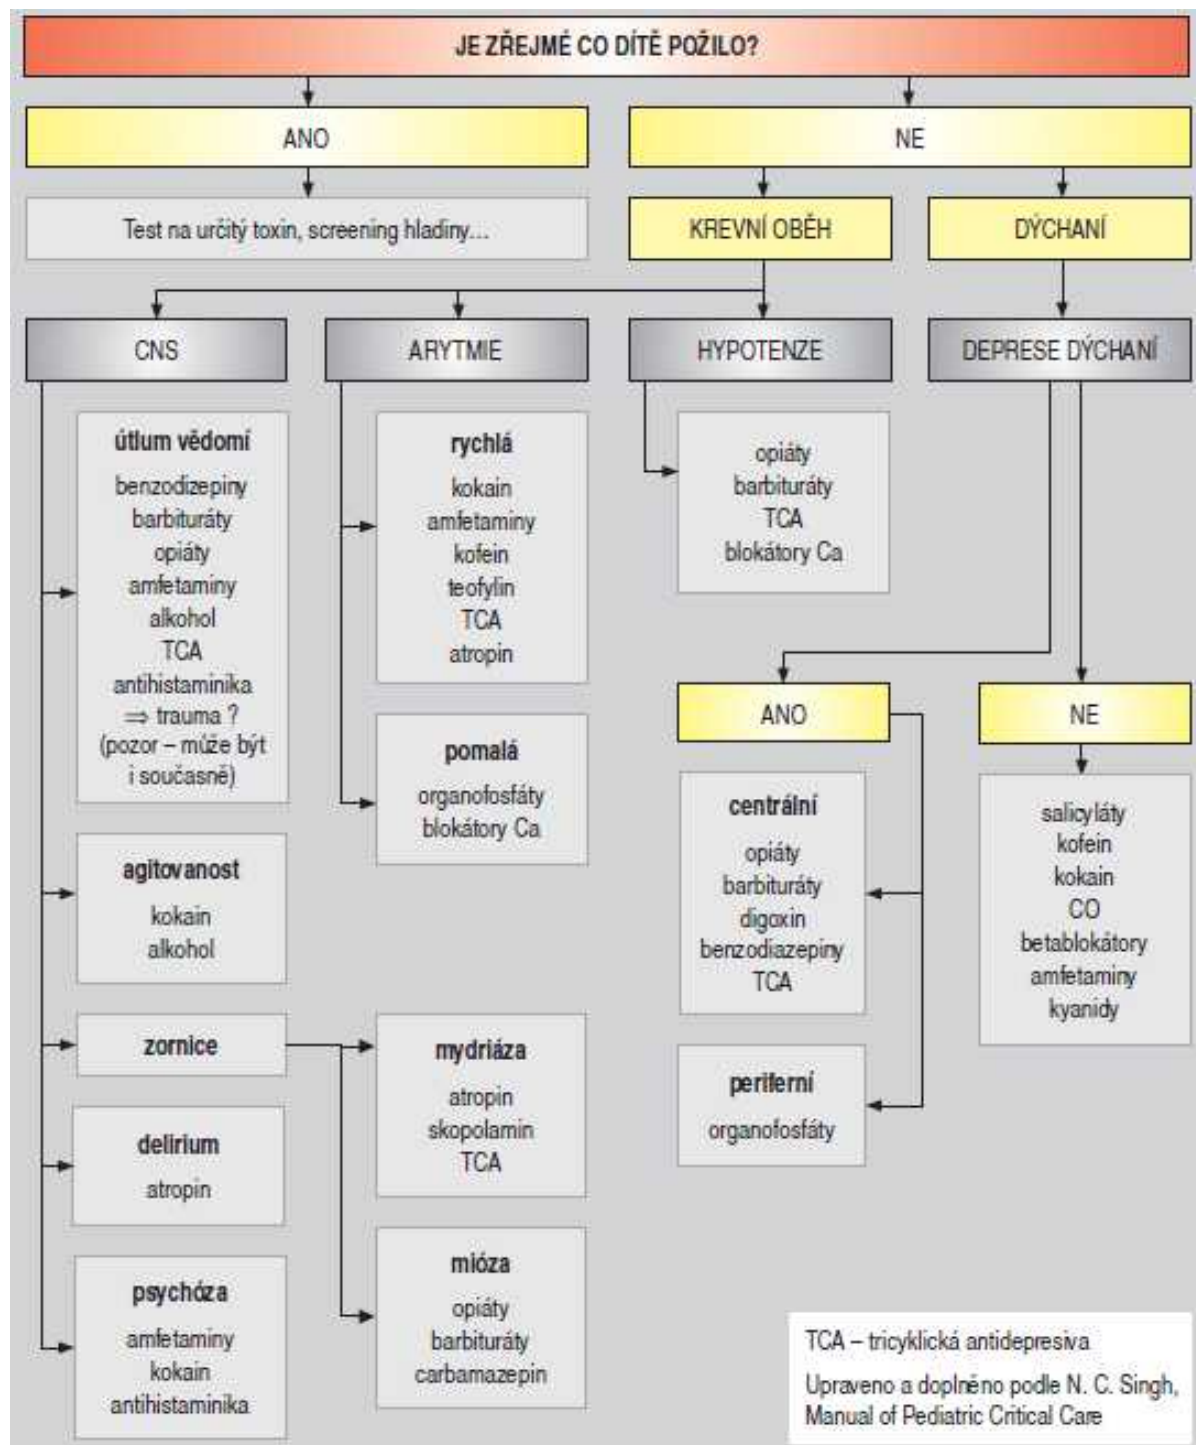 JE ZŘEJMÉ CO DÍTĚ POŽILO?
ANO
NE
Test na určitý toxin, screening hladiny...
KREVNÍ OBĚH
DÝCHANÍ
CNS
ARYTMIE
HYPOTENZE
DEPRESE DÝCHANÍ
útlum vědomí
benzodizepiny
barbituráty
opiáty
amfetaminy
alkohol
TCA
antihistaminika
⇒ trauma ?
(pozor – může být
i současně)
agitovanost
kokain
alkohol
zornice
delirium
atropin
psychóza
amfetaminy
kokain
antihistaminika
rychlá
kokain
amfetaminy
kofein
teofylin
TCA
atropin
pomalá
organofosfáty
blokátory Ca
mydriáza
atropin
skopolamin
TCA
mióza
opiáty
barbituráty
carbamazepin
opiáty
barbituráty
TCA
blokátory Ca
ANO
centrální
opiáty
barbituráty
digoxin
benzodiazepiny
TCA
periferní
organofosfáty
NE
salicyláty
kofein
kokain
CO
betablokátory
amfetaminy
kyanidy
TCA – tricyklická antidepresiva
Upraveno a doplněno podle N. C. Singh,
Manual of Pediatric Critical Care